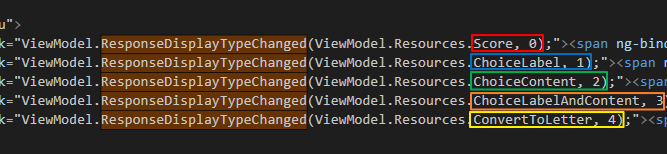 u">
k="ViewModel.ResponseDisplayTypeChanged(ViewModel.Resources.Score, 0);"><span ng-bind
k="ViewModel.ResponseDisplayTypeChanged(ViewModel.Resources.ChoiceLabel, 1);"><span n
k="ViewModel.ResponseDisplayTypeChanged(ViewModel.Resources.ChoiceContent, 2);"><span
k="ViewModel.ResponseDisplayTypeChanged(ViewModel.Resources.ChoiceLabelAndContent, 3)
k="ViewModel.ResponseDisplayTypeChanged(ViewModel.Resources.ConvertToLetter, 4);"><sp